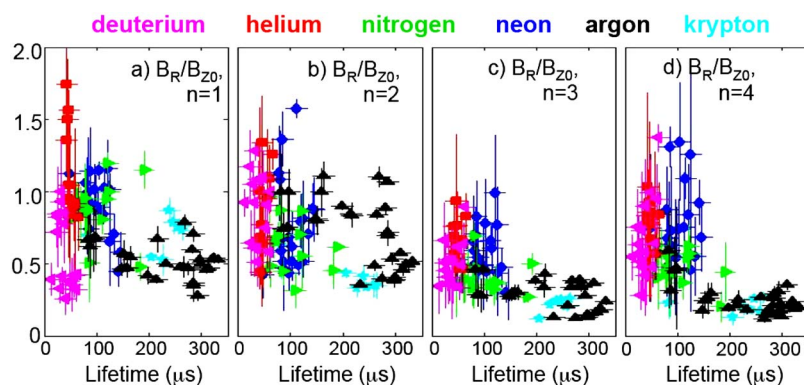 deuterium helium nitrogen neon argon krypton
2.0
1.5
1.0
0.5
0
a) B_R/B_Z0,
n=1
b) B_R/B_Z0,
n=2
c) B_R/B_Z0,
n=3
d) B_R/B_Z0,
n=4
0 100 200 300 0 100 200 300 0 100 200 300 0 100 200 300
Lifetime (μs) Lifetime (μs) Lifetime (μs) Lifetime (μs)